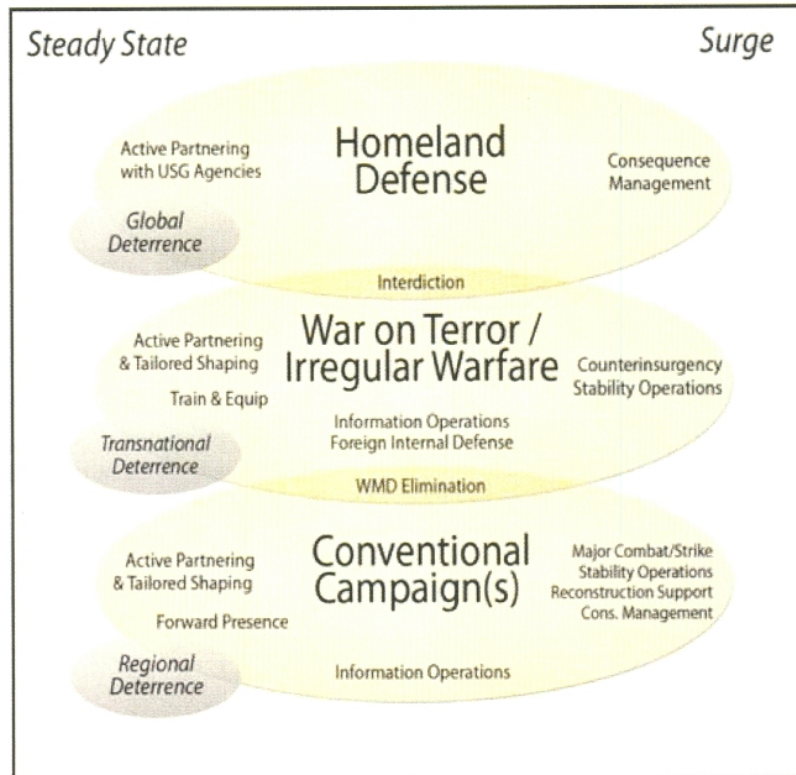 Steady State
Surge
Homeland
Defense
Active Partnering
with USG Agencies
Consequence
Management
Global
Deterrence
Interdiction
War on Terror /
Irregular Warfare
Active Partnering
& Tailored Shaping
Train & Equip
Counterinsurgency
Stability Operations
Information Operations
Foreign Internal Defense
Transnational
Deterrence
WMD Elimination
Conventional
Campaign(s)
Active Partnering
& Tailored Shaping
Forward Presence
Major Combat/Strike
Stability Operations
Reconstruction Support
Cons. Management
Regional
Deterrence
Information Operations